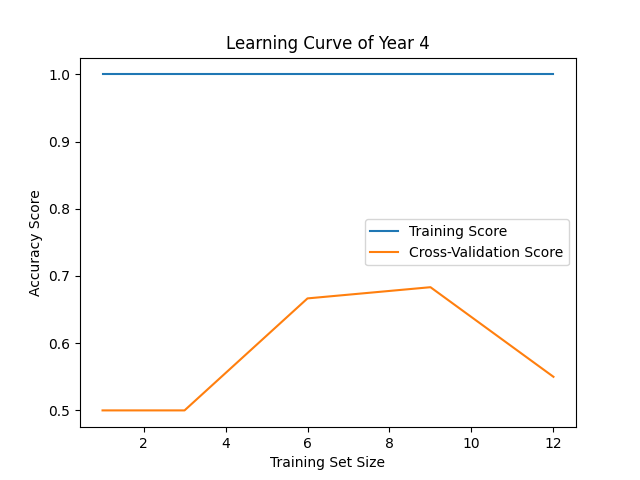 Learning Curve of Year 4
1.0
0.9
0.8
0.7
0.6
0.5
Accuracy Score
Training Score
Cross-Validation Score
2 4 6 8 10 12
Training Set Size